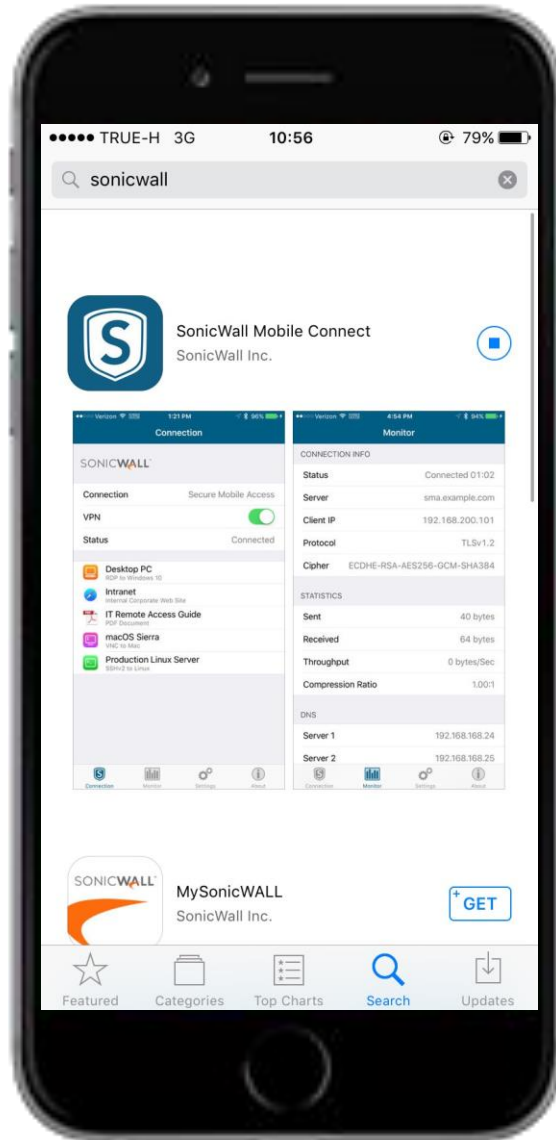 TRUE-H 3G 10:56 79%
sonicwall
SonicWall Mobile Connect
SonicWall Inc.
Verizon 1:21 PM 96%
Connection
SONICWALL
Connection Secure Mobile Access
VPN
Status Connected
Desktop PC
RDP to Windows 10
Intranet
Internal Corporate Web Site
IT Remote Access Guide
PDF Document
macOS Sierra
VNC to Mac
Production Linux Server
SSHv2 to Linux
Connection Monitor Settings About
Verizon 4:54 PM 94%
Monitor
CONNECTION INFO
Status Connected 01:02
Server sma.example.com
Client IP 192.168.200.101
Protocol TLSv1.2
Cipher ECDHE-RSA-AES256-GCM-SHA384
STATISTICS
Sent 40 bytes
Received 64 bytes
Throughput 0 bytes/Sec
Compression Ratio 1.00:1
DNS
Server 1 192.168.168.24
Server 2 192.168.168.25
Connection Monitor Settings About
SONICWALL
MySonicWALL
SonicWall Inc.
+ GET
Featured Categories Top Charts Search Updates